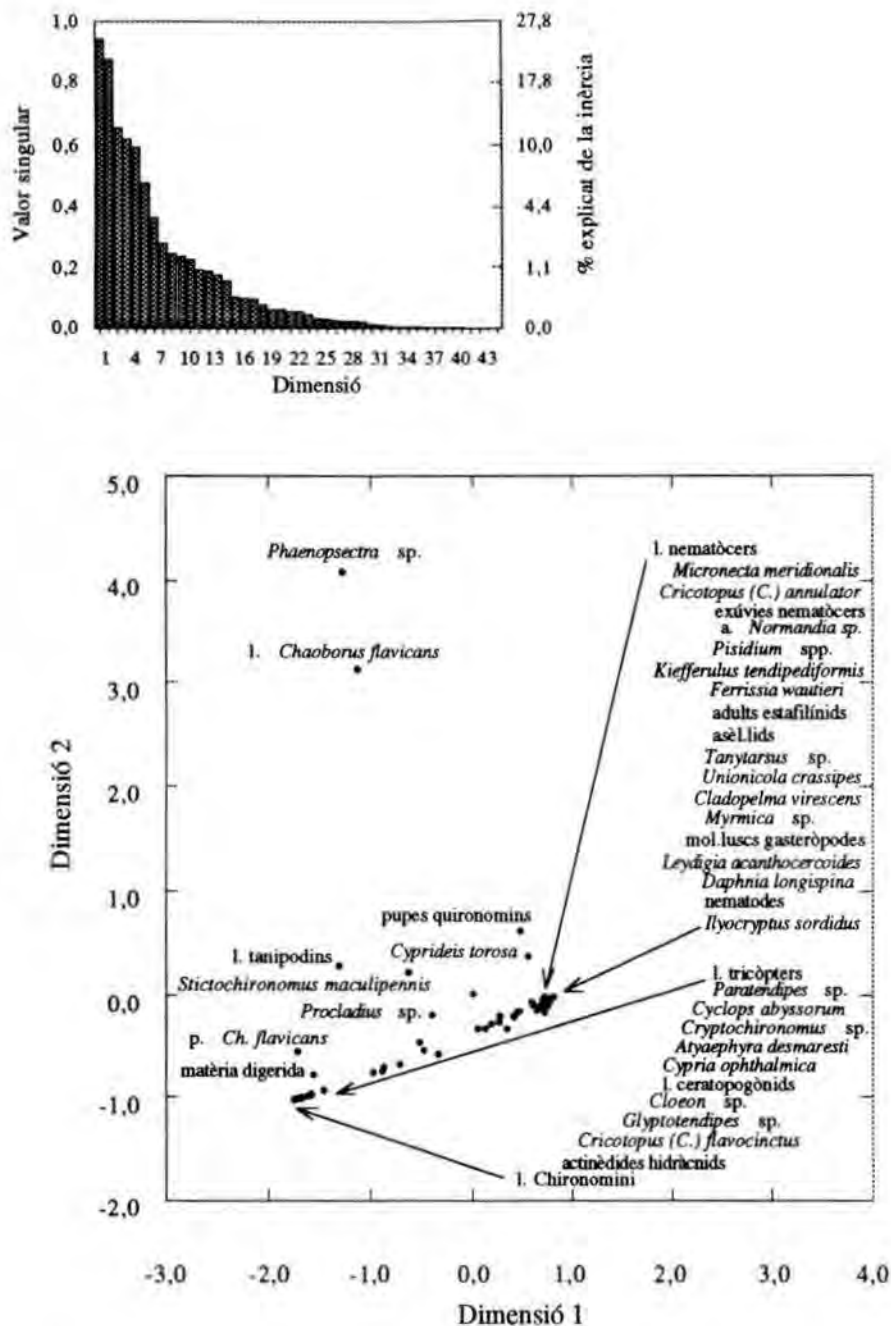 1,0
0,8
0,6
0,4
0,2
0,0
Valor singular
27,8
17,8
10,0
4,4
1,1
0,0
% explicat de la inèrcia
1 4 7 10 13 16 19 22 25 28 31 34 37 40 43
Dimensió
5,0
4,0
3,0
2,0
1,0
0,0
-1,0
-2,0
Dimensió 2
Phaenopsectra sp.
l. Chaoborus flavicans
pupes quironomins
Cyprideis torosa
l. tanipodins
Stictochironomus maculipennis
Procladius sp.
p. Ch. flavicans
matèria digerida
l. nematòcers
Micronecta meridionalis
Cricotopus (C.) annulator
exúvies nematòcers
a. Normandia sp.
Pisidium spp.
Kiefferulus tendipediformis
Ferrissia wautieri
adults estafilínids
asèl.lids
Tanytarsus sp.
Unionicola crassipes
Cladopelma virescens
Myrmica sp.
mol.luscs gasteròpodes
Leydigia acanthocercoides
Daphnia longispina
nematodes
Ilyocryptus sordidus
l. tricòpters
Paratendipes sp.
Cyclops abyssorum
Cryptochironomus sp.
Atyaephyra desmaresti
Cypria ophthalmica
l. ceratopogònids
Cloeon sp.
Glyptotendipes sp.
Cricotopus (C.) flavocinctus
actinèdides hidràcnids
l. Chironomini
-3,0 -2,0 -1,0 0,0 1,0 2,0 3,0 4,0
Dimensió 1